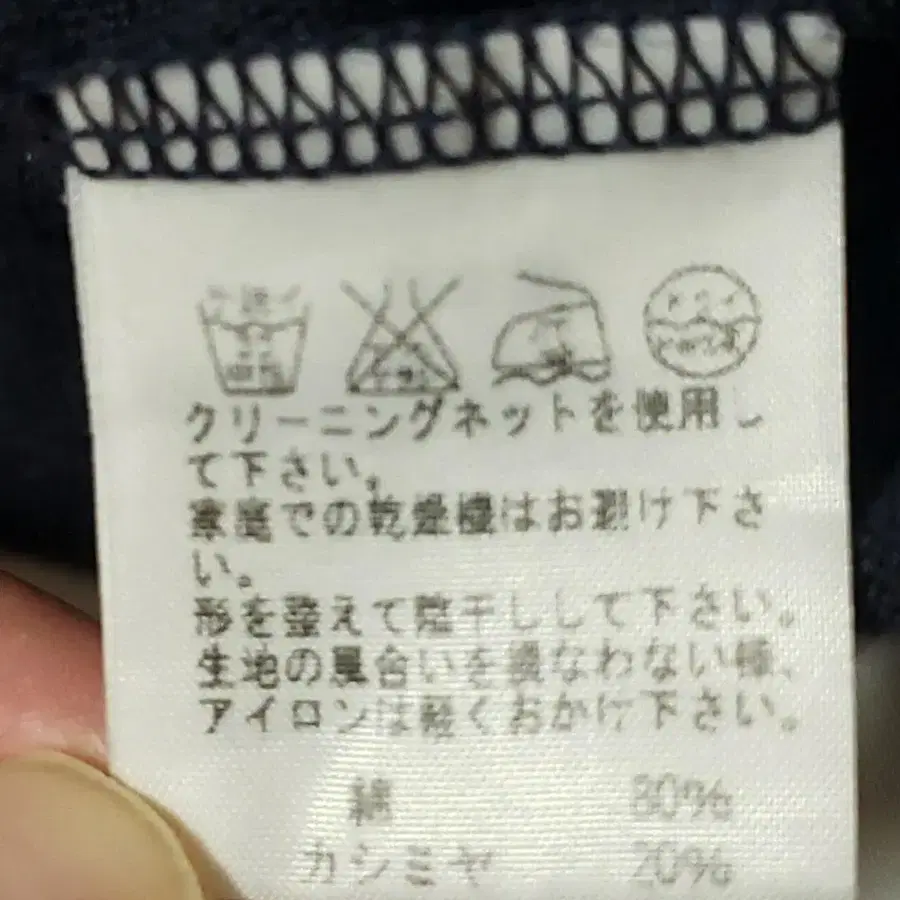 ドライ
クリーニングネットを使用し
て下さい。
家庭での乾燥機はお避け下さ
い。
形を整えて陰干しして下さい。
生地の風合いを損なわない様、
アイロンは軽くおかけ下さい。
綿 80%
カシミヤ 20%